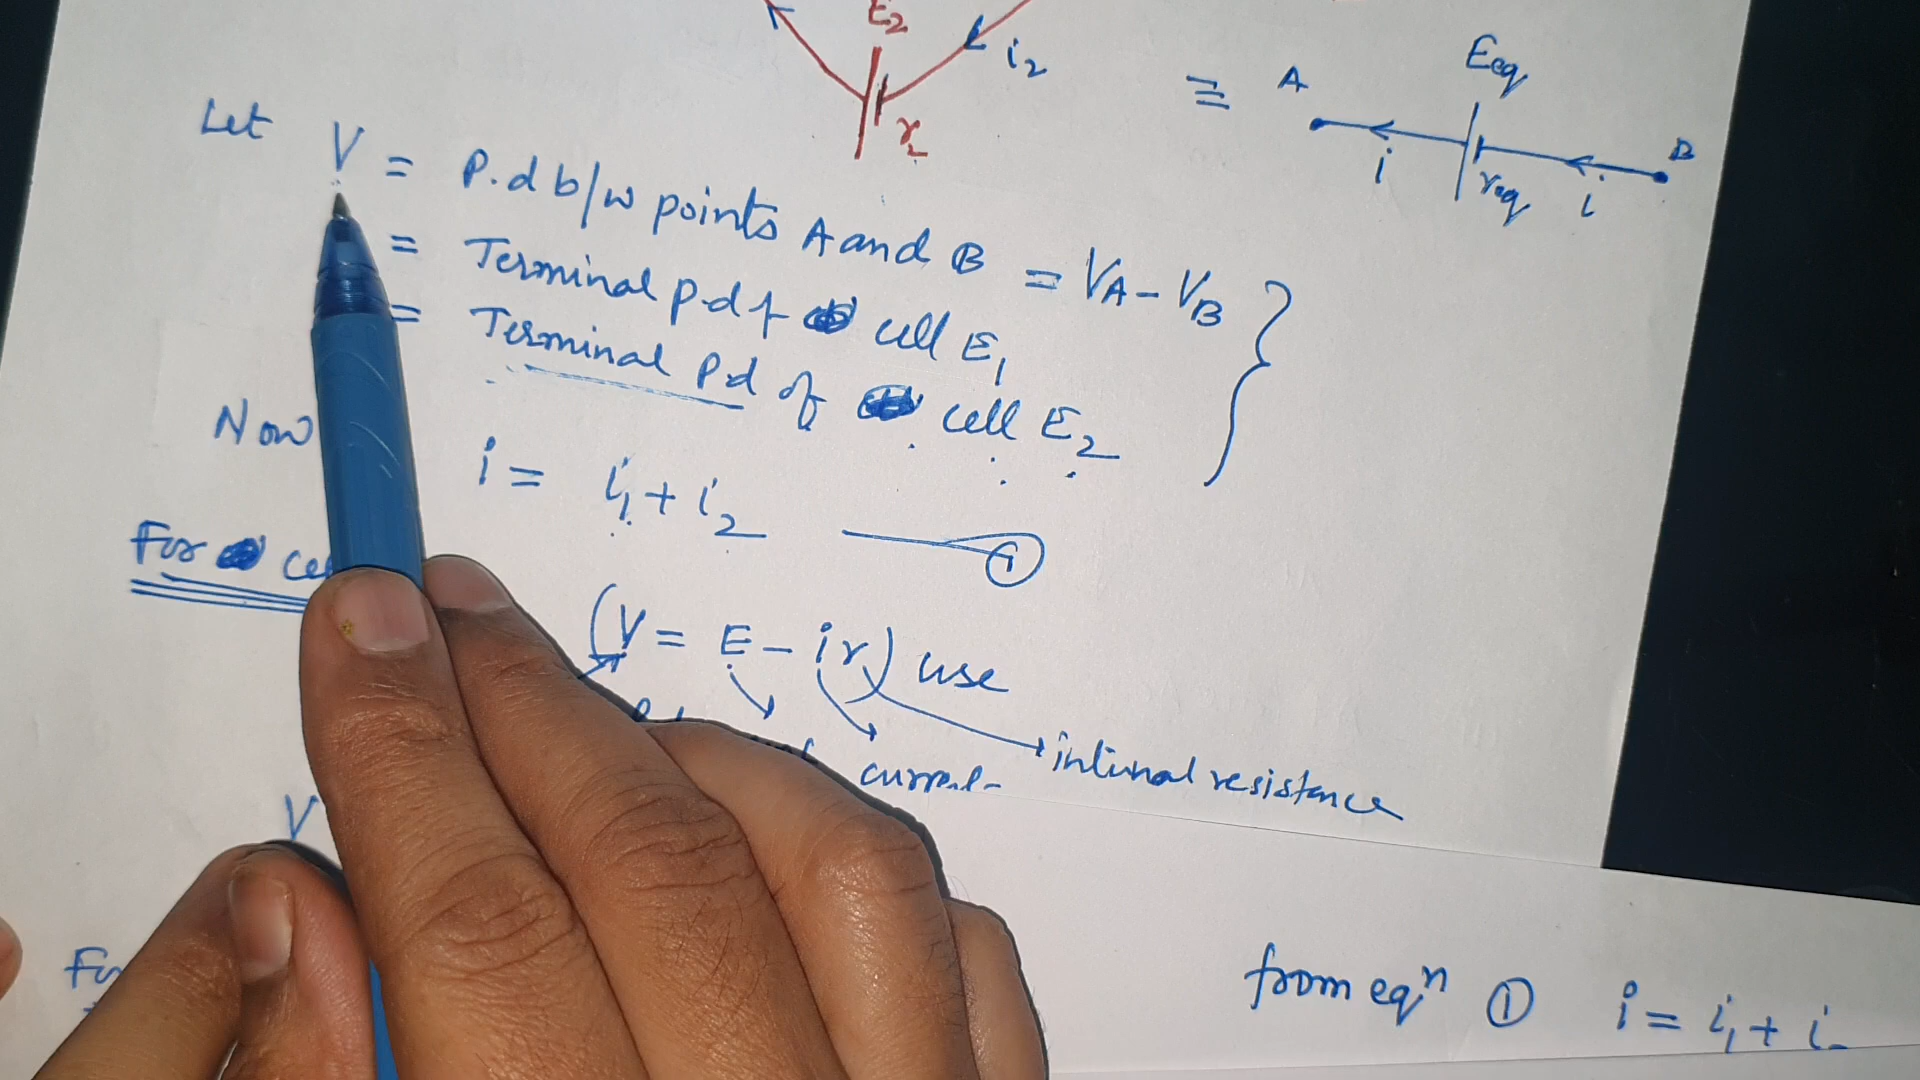 E2
i2
r2
≡
A
Eeq
B
i
req
i
Let V = P.d b/w points A and B = VA - VB
= Terminal p.d of cell E1
= Terminal Pd of cell E2
Now i = i1 + i2 ①
For
(V = E - ir) use
current
internal resistance
V
from eqn ① i = i1 + i